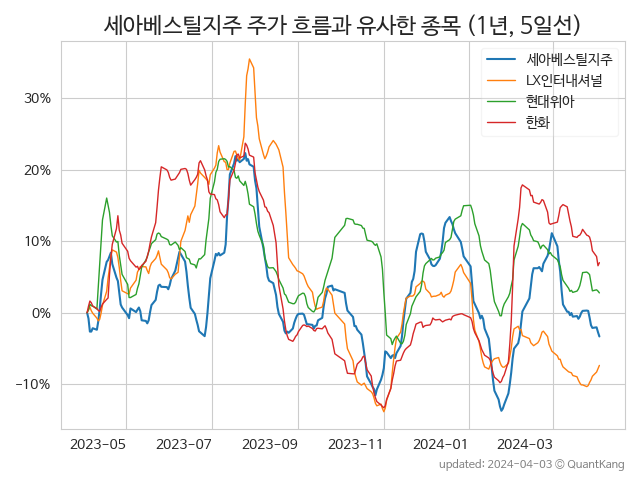 세아베스틸지주 주가 흐름과 유사한 종목 (1년, 5일선)
세아베스틸지주
LX인터내셔널
현대위아
한화
30%
20%
10%
0%
−10%
2023-05 2023-07 2023-09 2023-11 2024-01 2024-03
updated: 2024-04-03 © QuantKang